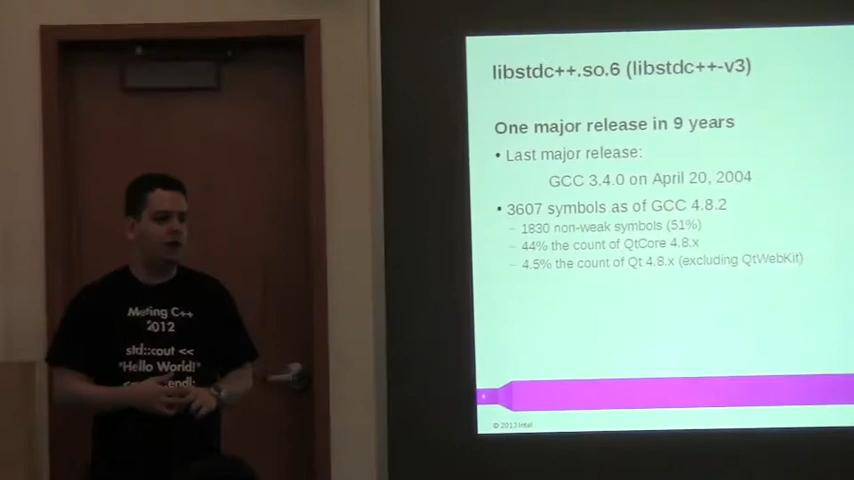 Meeting C++
2012
std::cout <<
"Hello World!"
libstdc++.so.6 (libstdc++-v3)
One major release in 9 years
• Last major release:
GCC 3.4.0 on April 20, 2004
• 3607 symbols as of GCC 4.8.2
– 1830 non-weak symbols (51%)
– 44% the count of QtCore 4.8.x
– 4.5% the count of Qt 4.8.x (excluding QtWebKit)
© 2013 Intel